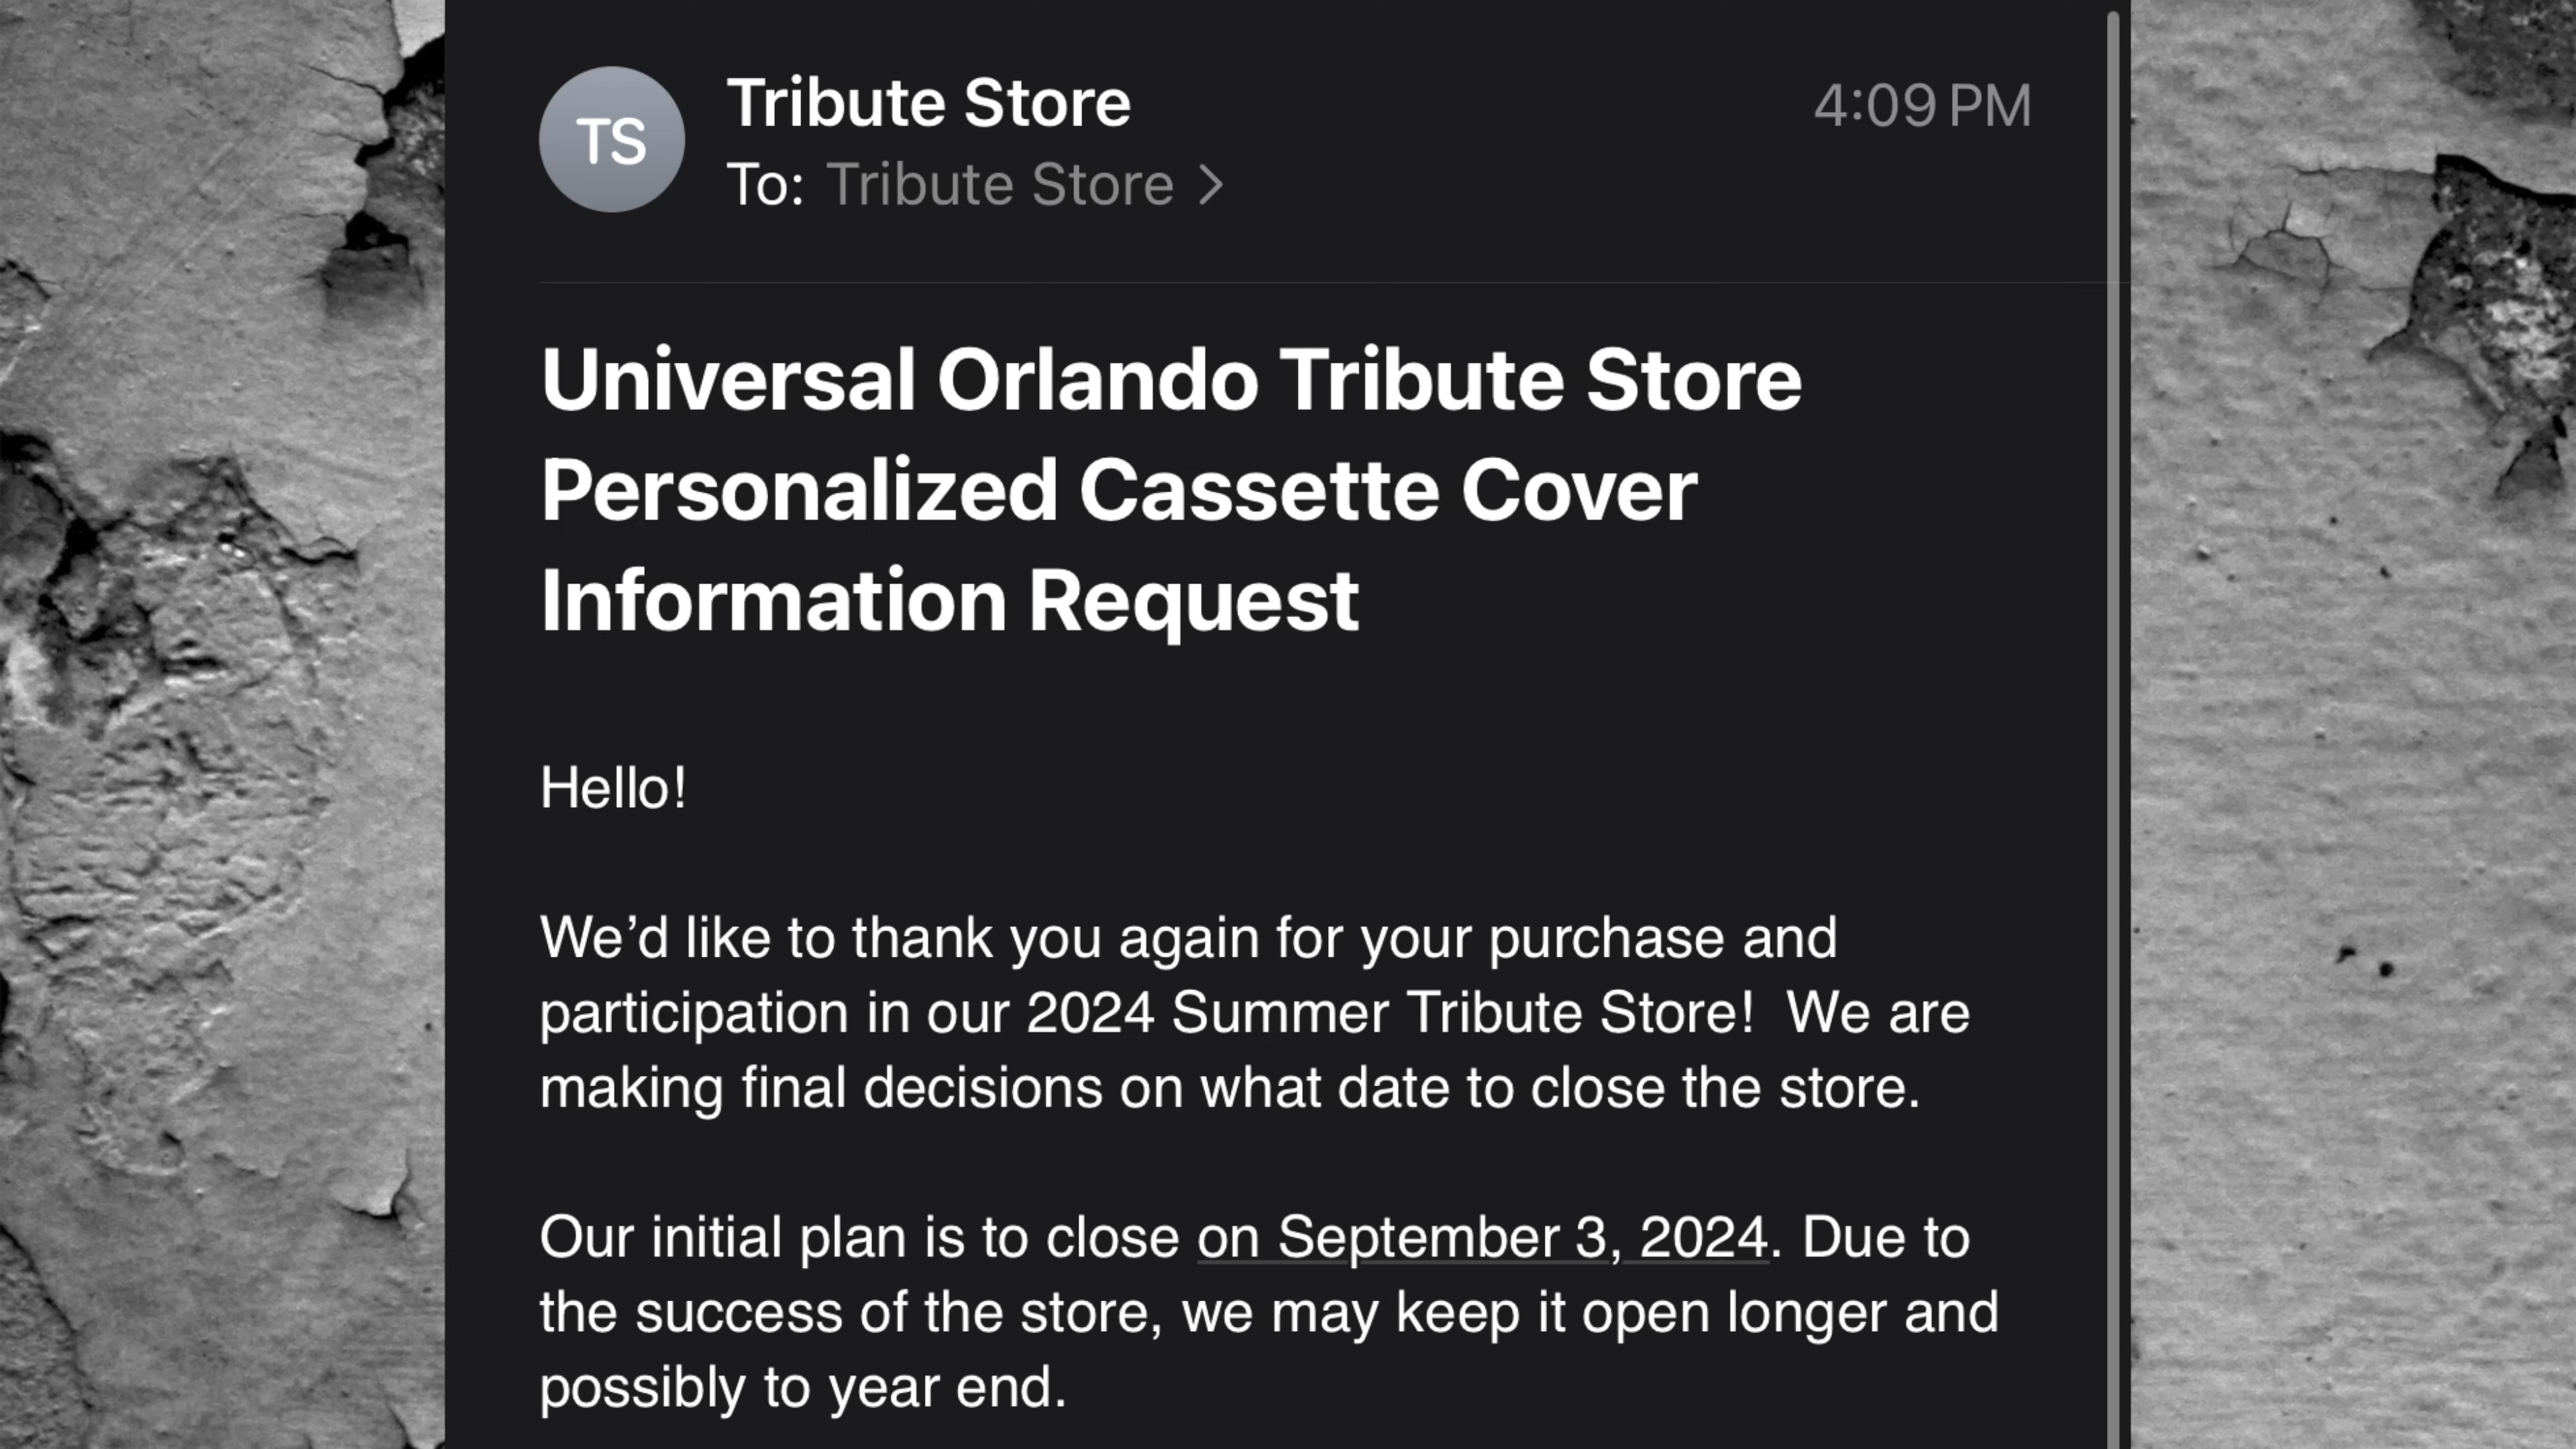 TS
Tribute Store
4:09 PM
To: Tribute Store >
Universal Orlando Tribute Store
Personalized Cassette Cover
Information Request
Hello!
We’d like to thank you again for your purchase and
participation in our 2024 Summer Tribute Store!  We are
making final decisions on what date to close the store.
Our initial plan is to close on September 3, 2024. Due to
the success of the store, we may keep it open longer and
possibly to year end.